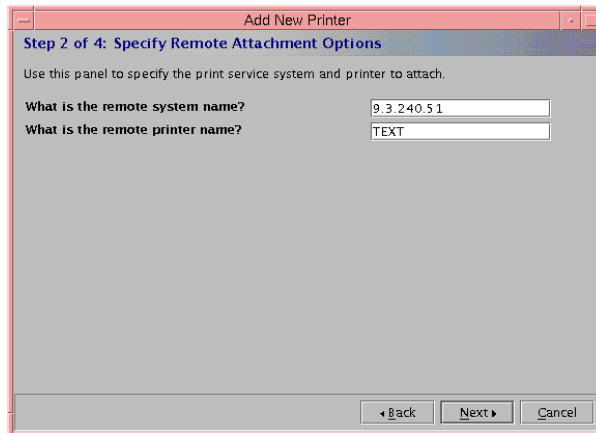 Add New Printer
Step 2 of 4: Specify Remote Attachment Options
Use this panel to specify the print service system and printer to attach.
What is the remote system name? 9.3.240.51
What is the remote printer name? TEXT
Back Next Cancel